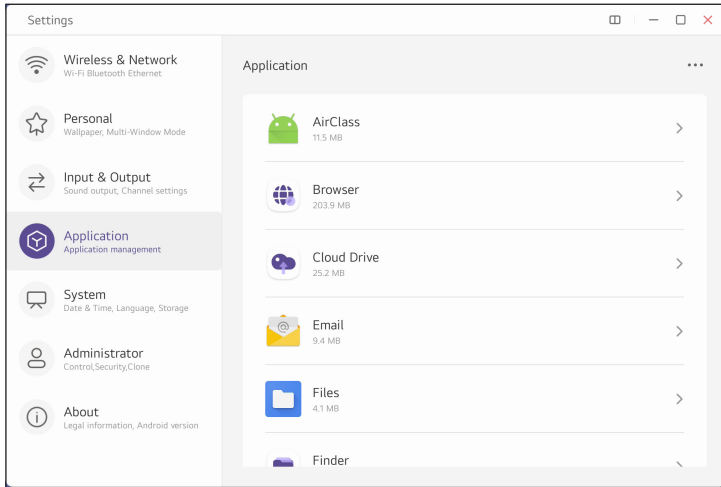 Settings
Wireless & Network
Wi-Fi Bluetooth Ethernet
Personal
Wallpaper, Multi-Window Mode
Input & Output
Sound output, Channel settings
Application
Application management
System
Date & Time, Language, Storage
Administrator
Control,Security,Clone
About
Legal information, Android version
Application
AirClass
11.5 MB
Browser
203.9 MB
Cloud Drive
25.2 MB
@
Email
9.4 MB
Files
4.1 MB
Finder